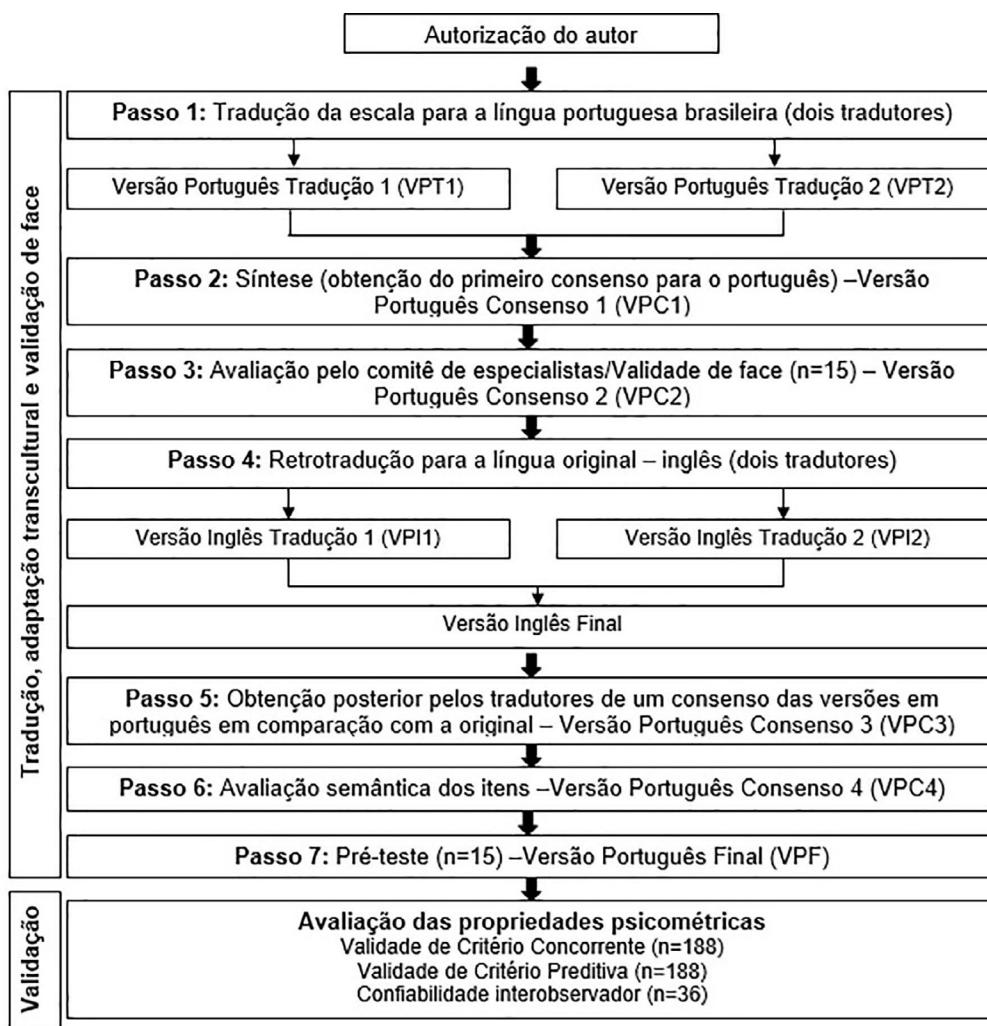 Autorização do autor
Tradução, adaptação transcultural e validação de face
Passo 1: Tradução da escala para a língua portuguesa brasileira (dois tradutores)
Versão Português Tradução 1 (VPT1)
Versão Português Tradução 2 (VPT2)
Passo 2: Síntese (obtenção do primeiro consenso para o português) –Versão
Português Consenso 1 (VPC1)
Passo 3: Avaliação pelo comitê de especialistas/Validade de face (n=15) – Versão
Português Consenso 2 (VPC2)
Passo 4: Retrotradução para a língua original – inglês (dois tradutores)
Versão Inglês Tradução 1 (VPI1)
Versão Inglês Tradução 2 (VPI2)
Versão Inglês Final
Passo 5: Obtenção posterior pelos tradutores de um consenso das versões em
português em comparação com a original – Versão Português Consenso 3 (VPC3)
Passo 6: Avaliação semântica dos itens –Versão Português Consenso 4 (VPC4)
Passo 7: Pré-teste (n=15) –Versão Português Final (VPF)
Validação
Avaliação das propriedades psicométricas
Validade de Critério Concorrente (n=188)
Validade de Critério Preditiva (n=188)
Confiabilidade interobservador (n=36)